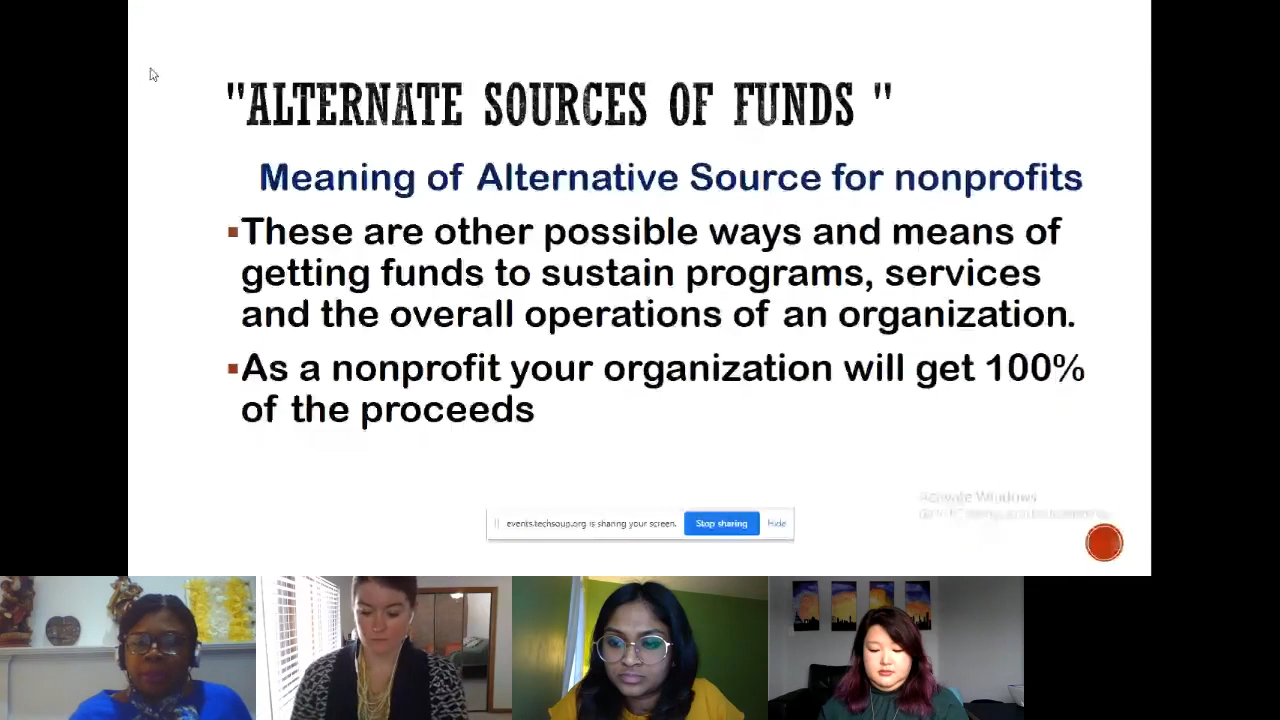 "ALTERNATE SOURCES OF FUNDS "
Meaning of Alternative Source for nonprofits
▪These are other possible ways and means of
getting funds to sustain programs, services
and the overall operations of an organization.
▪As a nonprofit your organization will get 100%
of the proceeds
Activate Windows
events.techsoup.org is sharing your screen. Stop sharing Hide